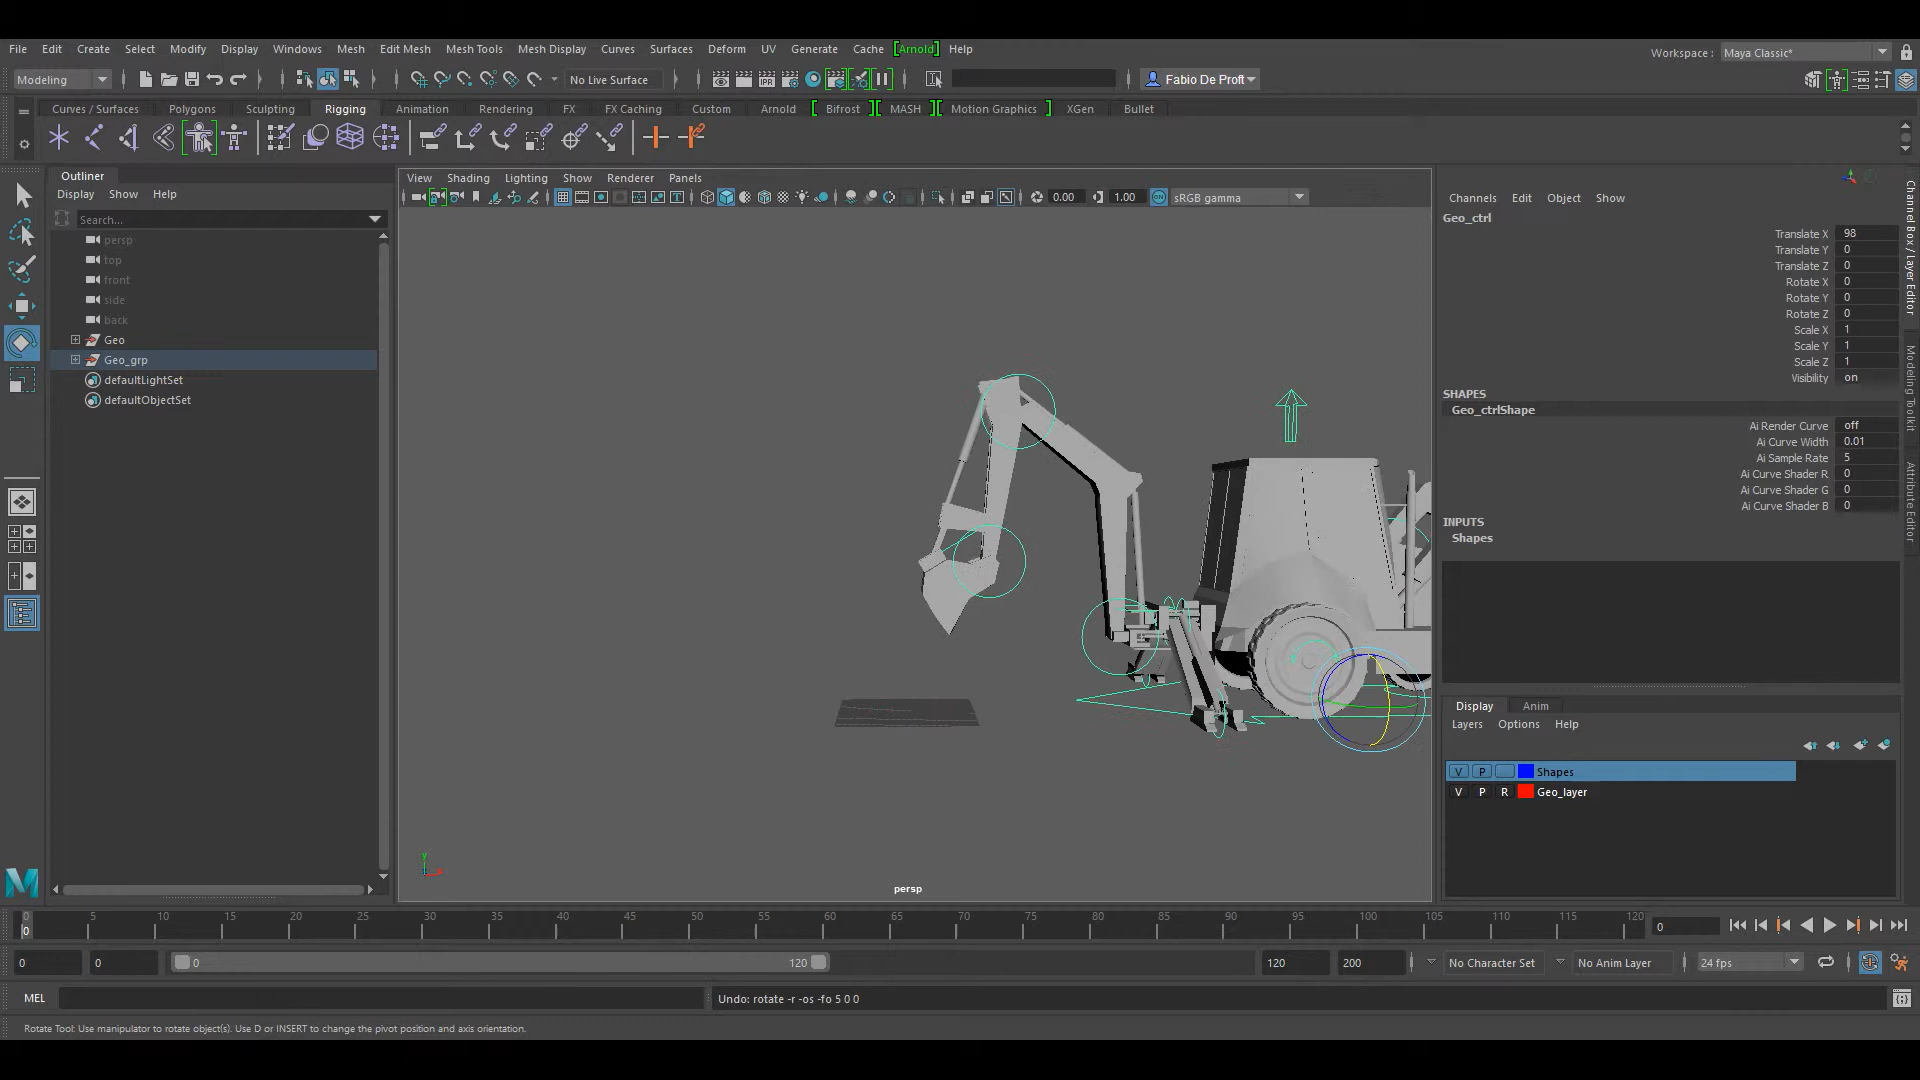 File Edit Create Select Modify Display Windows Mesh Edit Mesh Mesh Tools Mesh Display Curves Surfaces Deform UV Generate Cache [Arnold] Help
Workspace : Maya Classic*
Modeling No Live Surface Fabio De Proft
Curves / Surfaces Polygons Sculpting Rigging Animation Rendering FX FX Caching Custom Arnold Bifrost MASH Motion Graphics XGen Bullet
Outliner
Display Show Help
Search...
persp
top
front
side
back
Geo
Geo_grp
defaultLightSet
defaultObjectSet
View Shading Lighting Show Renderer Panels
0.00 1.00 sRGB gamma
y
persp
Channels Edit Object Show
Geo_ctrl
Translate X 98
Translate Y 0
Translate Z 0
Rotate X 0
Rotate Y 0
Rotate Z 0
Scale X 1
Scale Y 1
Scale Z 1
Visibility on
SHAPES
Geo_ctrlShape
Ai Render Curve off
Ai Curve Width 0.01
Ai Sample Rate 5
Ai Curve Shader R 0
Ai Curve Shader G 0
Ai Curve Shader B 0
INPUTS
Shapes
Channel Box / Layer Editor
Modeling Toolkit
Attribute Editor
Display Anim
Layers Options Help
V P Shapes
V P R Geo_layer
0 5 10 15 20 25 30 35 40 45 50 55 60 65 70 75 80 85 90 95 100 105 110 115 120
0 0
0 0 0 120 120 200 No Character Set No Anim Layer 24 fps
MEL Undo: rotate -r -os -fo 5 0 0
Rotate Tool: Use manipulator to rotate object(s). Use D or INSERT to change the pivot position and axis orientation.